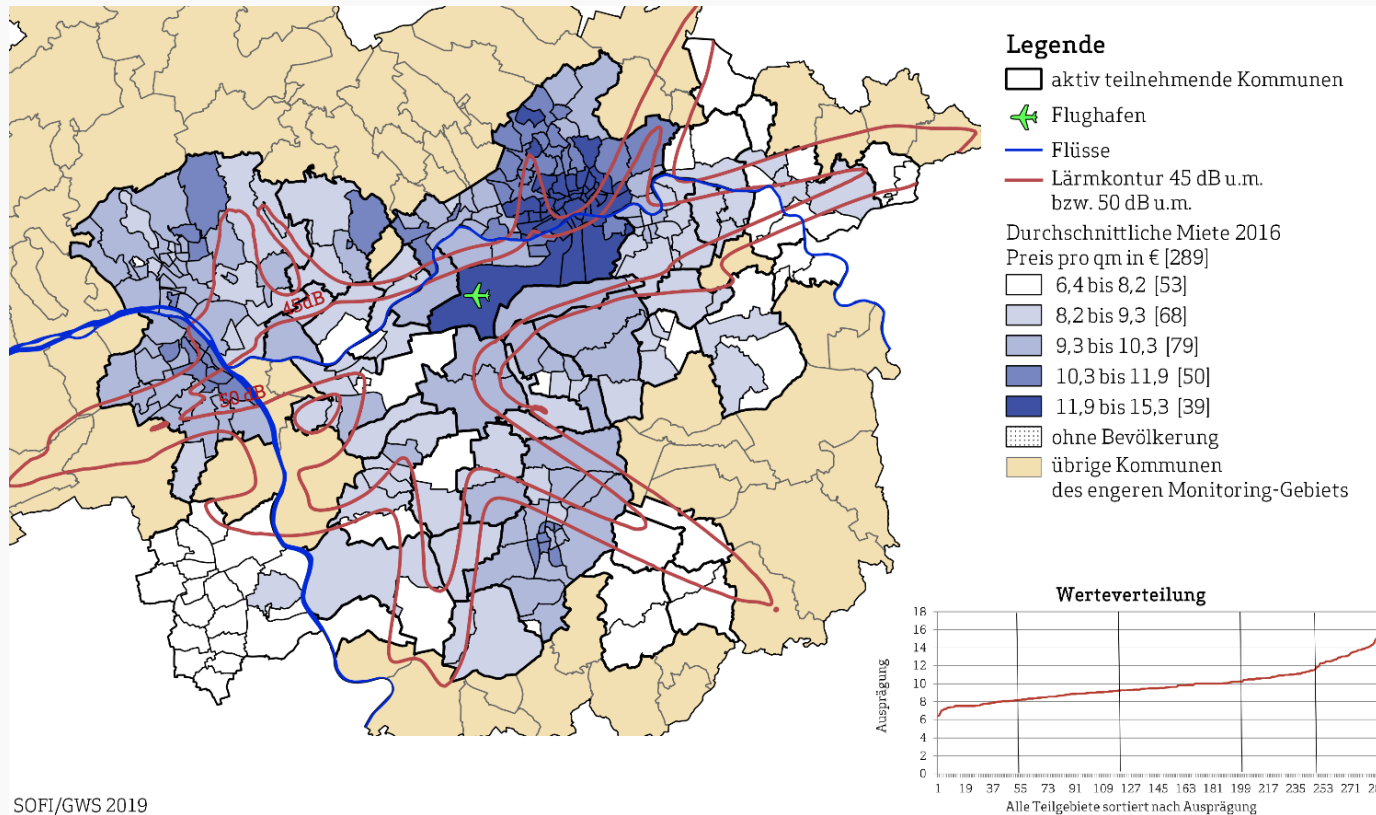 Legende
aktiv teilnehmende Kommunen
Flughafen
Flüsse
Lärmkontur 45 dB u.m.
bzw. 50 dB u.m.
Durchschnittliche Miete 2016
Preis pro qm in € [289]
6,4 bis 8,2 [53]
8,2 bis 9,3 [68]
9,3 bis 10,3 [79]
10,3 bis 11,9 [50]
11,9 bis 15,3 [39]
ohne Bevölkerung
übrige Kommunen
des engeren Monitoring-Gebiets
45dB
50 dB
Werteverteilung
Ausprägung
18
16
14
12
10
8
6
4
2
0
1 19 37 55 73 91 109 127 145 163 181 199 217 235 253 271
Alle Teilgebiete sortiert nach Ausprägung
SOFI/GWS 2019